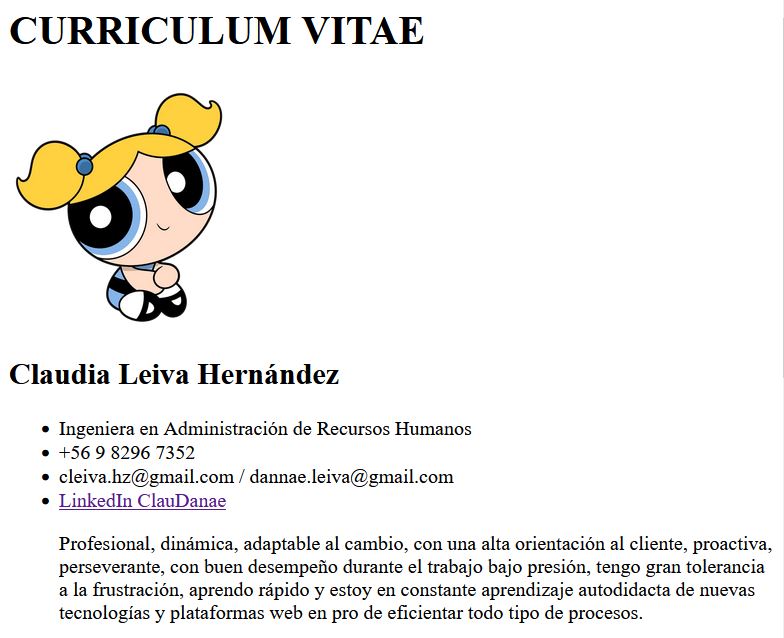 CURRICULUM VITAE
Claudia Leiva Hernández
Ingeniera en Administración de Recursos Humanos
+56 9 8296 7352
cleiva.hz@gmail.com / dannae.leiva@gmail.com
LinkedIn ClauDanae
Profesional, dinámica, adaptable al cambio, con una alta orientación al cliente, proactiva,
perseverante, con buen desempeño durante el trabajo bajo presión, tengo gran tolerancia
a la frustración, aprendo rápido y estoy en constante aprendizaje autodidacta de nuevas
tecnologías y plataformas web en pro de eficientar todo tipo de procesos.